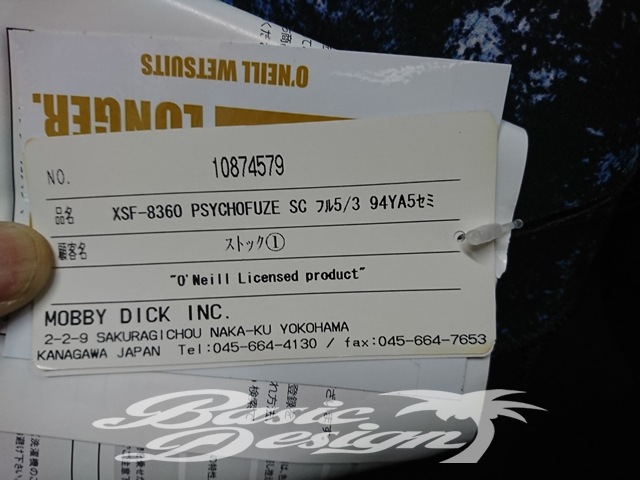 O'NEILL WETSUITS
LONGER.
NO. 10874579
品名 XSF-8360 PSYCHOFUZE SC フル5/3 94YA5セミ
顧客名 ストック①
"O'Neill Licensed product"
MOBBY DICK INC.
2-2-9 SAKURAGICHOU NAKA-KU YOKOHAMA
KANAGAWA JAPAN Tel:045-664-4130 / fax:045-664-7653
Basic
Design